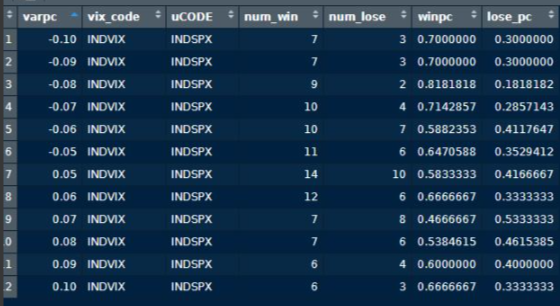 varpc vix_code uCODE num_win num_lose winpc lose_pc
1 -0.10 INDVIX INDSPX 7 3 0.7000000 0.3000000
2 -0.09 INDVIX INDSPX 7 3 0.7000000 0.3000000
3 -0.08 INDVIX INDSPX 9 2 0.8181818 0.1818182
4 -0.07 INDVIX INDSPX 10 4 0.7142857 0.2857143
5 -0.06 INDVIX INDSPX 10 7 0.5882353 0.4117647
6 -0.05 INDVIX INDSPX 11 6 0.6470588 0.3529412
7 0.05 INDVIX INDSPX 14 10 0.5833333 0.4166667
8 0.06 INDVIX INDSPX 12 6 0.6666667 0.3333333
9 0.07 INDVIX INDSPX 7 8 0.4666667 0.5333333
0 0.08 INDVIX INDSPX 7 6 0.5384615 0.4615385
1 0.09 INDVIX INDSPX 6 4 0.6000000 0.4000000
2 0.10 INDVIX INDSPX 6 3 0.6666667 0.3333333